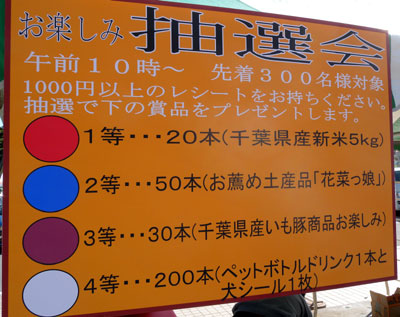 お楽しみ 抽選会
午前10時～ 先着300名様対象
1000円以上のレシートをお持ちください。
抽選で下の賞品をプレゼントします。
1等･･･20本(千葉県産新米5kg)
2等･･･50本(お薦め土産品｢花菜っ娘｣)
3等･･･30本(千葉県産いも豚商品お楽しみ)
4等･･･200本(ペットボトルドリンク1本と
犬シール1枚)